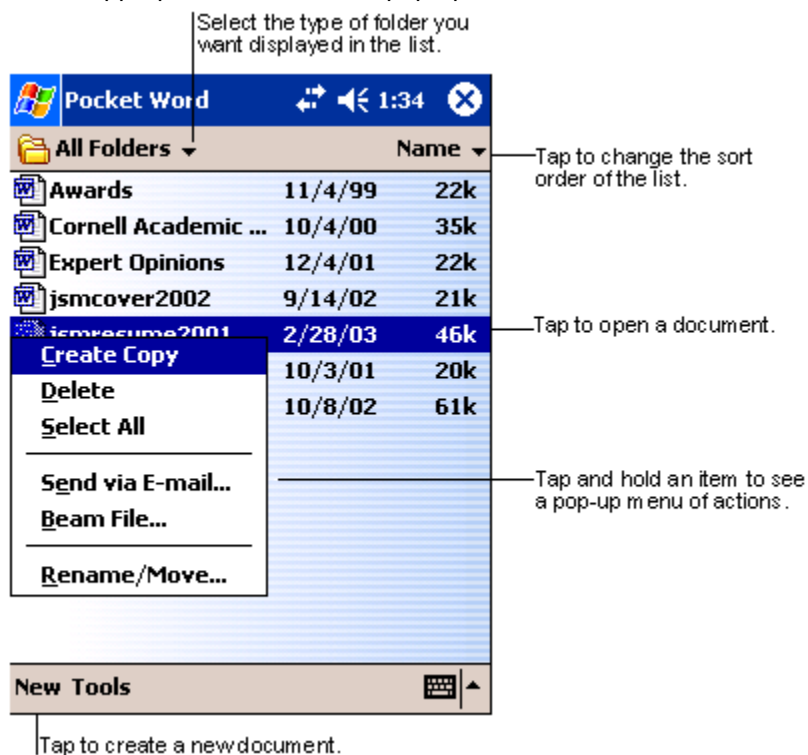 Select the type of folder you
want displayed in the list.
Pocket Word 1:34
All Folders Name
Tap to change the sort
order of the list.
Awards 11/4/99 22k
Cornell Academic ... 10/4/00 35k
Expert Opinions 12/4/01 22k
jsmcover2002 9/14/02 21k
jsmresume2001 2/28/03 46k
Tap to open a document.
Create Copy
10/3/01 20k
Delete
10/8/02 61k
Select All
Send via E-mail...
Tap and hold an item to see
a pop-up menu of actions.
Beam File...
Rename/Move...
New Tools
Tap to create a new document.